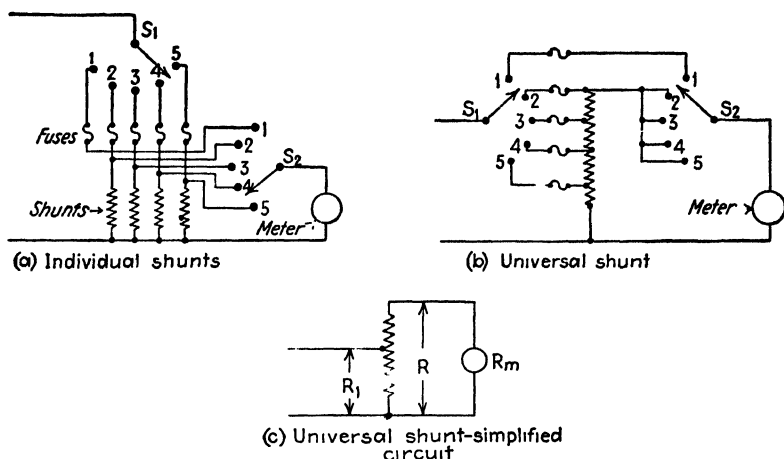 S1
1
2
3
4
5
Fuses
1
2
3
S2
4
5
Shunts→
Meter
(a) Individual shunts
1
1
S1
2
2
S2
3
3
4
4
5
5
Meter
(b) Universal shunt
R1
R
Rm
(c) Universal shunt-simplified
circuit